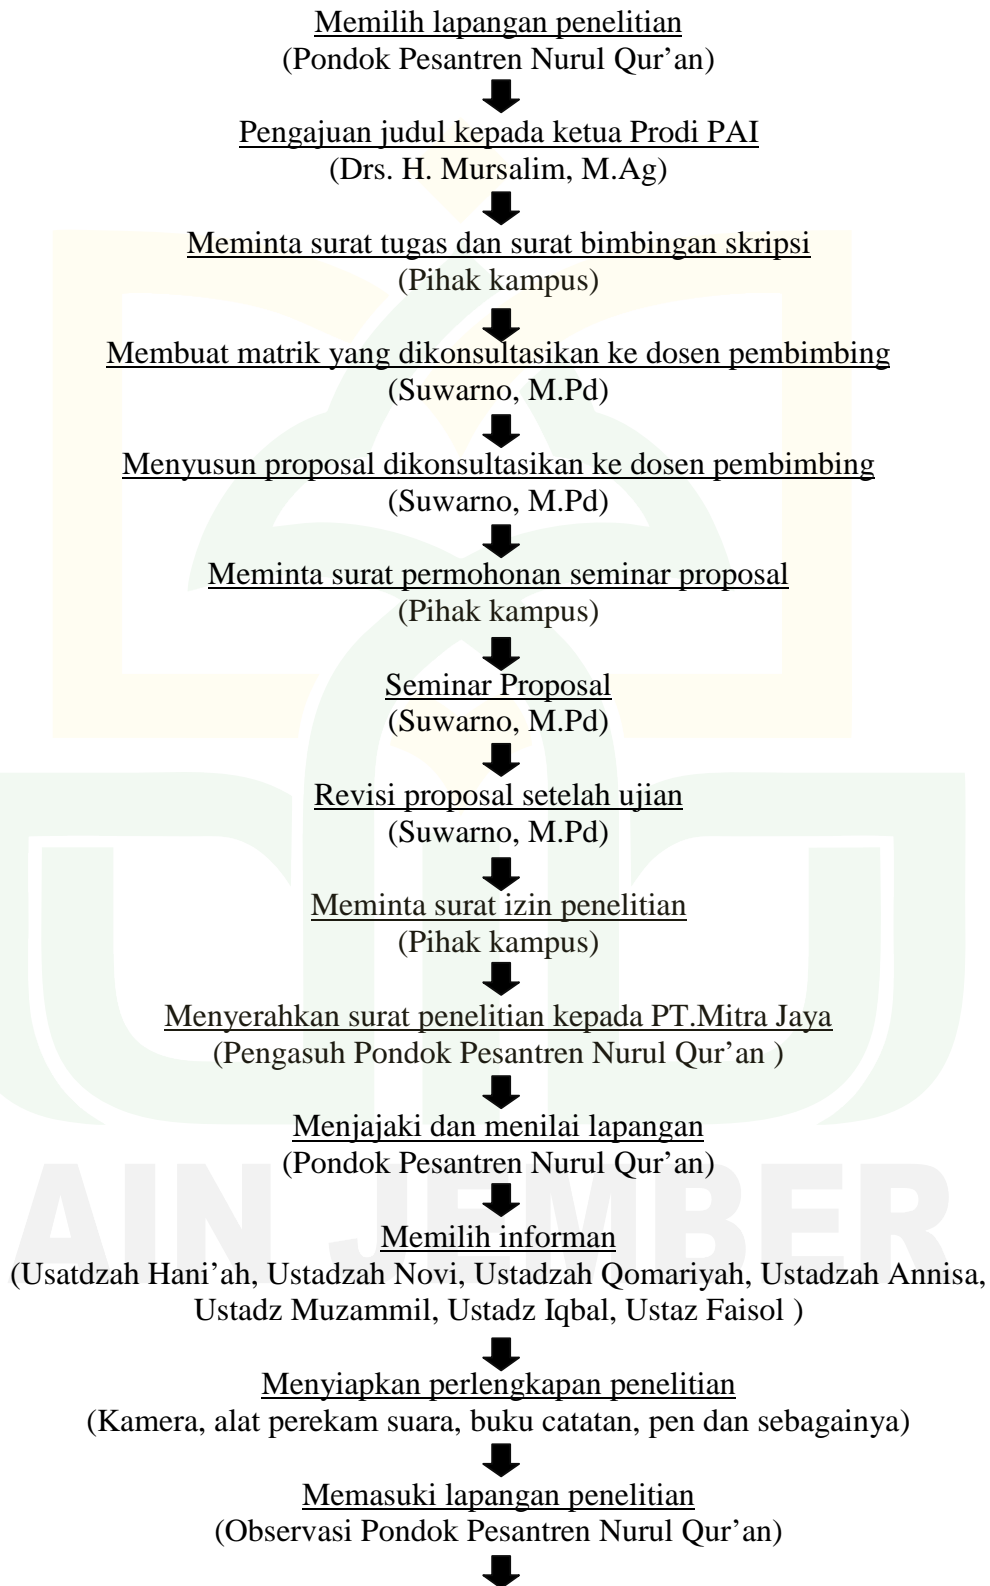 Memilih lapangan penelitian
(Pondok Pesantren Nurul Qur’an)
Pengajuan judul kepada ketua Prodi PAI
(Drs. H. Mursalim, M.Ag)
Meminta surat tugas dan surat bimbingan skripsi
(Pihak kampus)
Membuat matrik yang dikonsultasikan ke dosen pembimbing
(Suwarno, M.Pd)
Menyusun proposal dikonsultasikan ke dosen pembimbing
(Suwarno, M.Pd)
Meminta surat permohonan seminar proposal
(Pihak kampus)
Seminar Proposal
(Suwarno, M.Pd)
Revisi proposal setelah ujian
(Suwarno, M.Pd)
Meminta surat izin penelitian
(Pihak kampus)
Menyerahkan surat penelitian kepada PT.Mitra Jaya
(Pengasuh Pondok Pesantren Nurul Qur’an )
Menjajaki dan menilai lapangan
(Pondok Pesantren Nurul Qur’an)
AIN JEMBER
Memilih informan
(Usatdzah Hani’ah, Ustadzah Novi, Ustadzah Qomariyah, Ustadzah Annisa,
Ustadz Muzammil, Ustadz Iqbal, Ustaz Faisol )
Menyiapkan perlengkapan penelitian
(Kamera, alat perekam suara, buku catatan, pen dan sebagainya)
Memasuki lapangan penelitian
(Observasi Pondok Pesantren Nurul Qur’an)